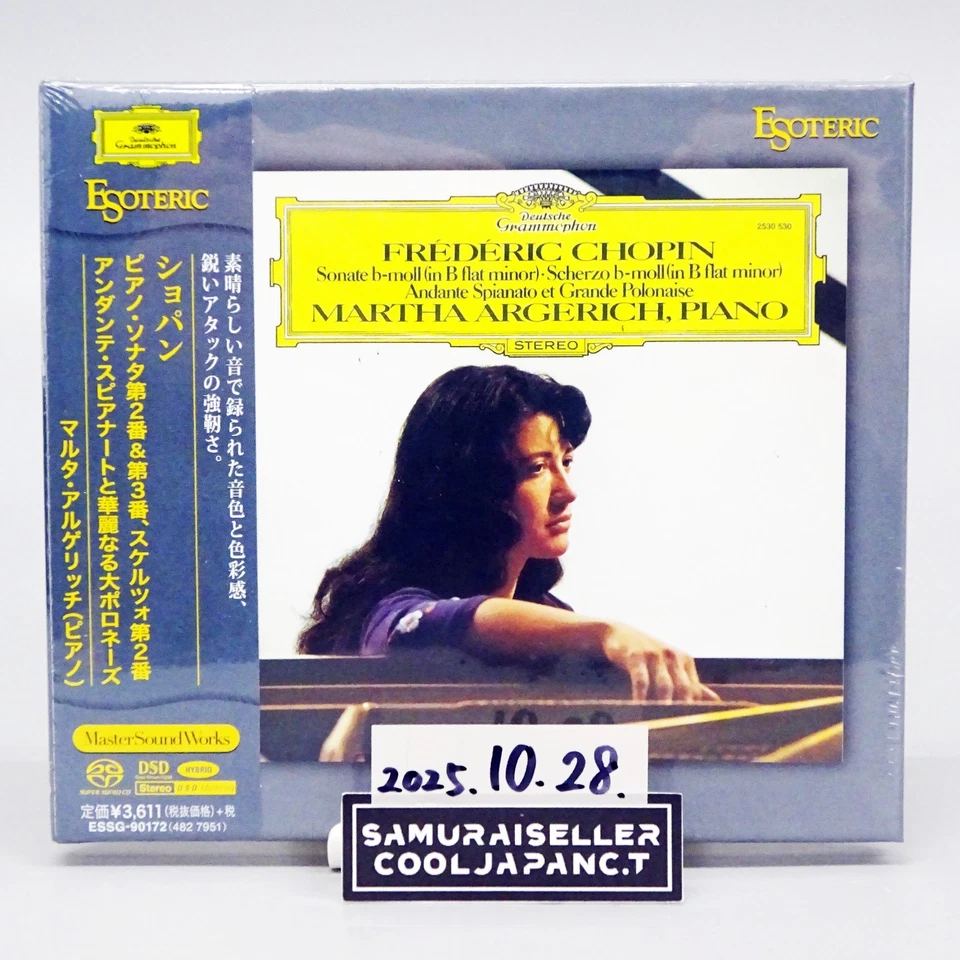 Deutsche
Grammophon
ESOTERIC
素晴らしい音で録られた音色と色彩感、
鋭いアタックの強靭さ。
ショパン
ピアノ・ソナタ第2番&第3番、スケルツォ第2番
アンダンテ・スピアナートと華麗なる大ポロネーズ
マルタ・アルゲリッチ(ピアノ)
MasterSoundWorks
SUPER AUDIO CD
DSD
HYBRID
Stereo
定価¥3,611(税抜価格)+税
ESSG-90172(482 7951)
ESOTERIC
Deutsche
Grammophon
2530 530
FRÉDÉRIC CHOPIN
Sonate b-moll (in B flat minor)·Scherzo b-moll (in B flat minor)
Andante Spianato et Grande Polonaise
MARTHA ARGERICH, PIANO
STEREO
2025.10.28.
SAMURAISELLER
COOLJAPANC.T